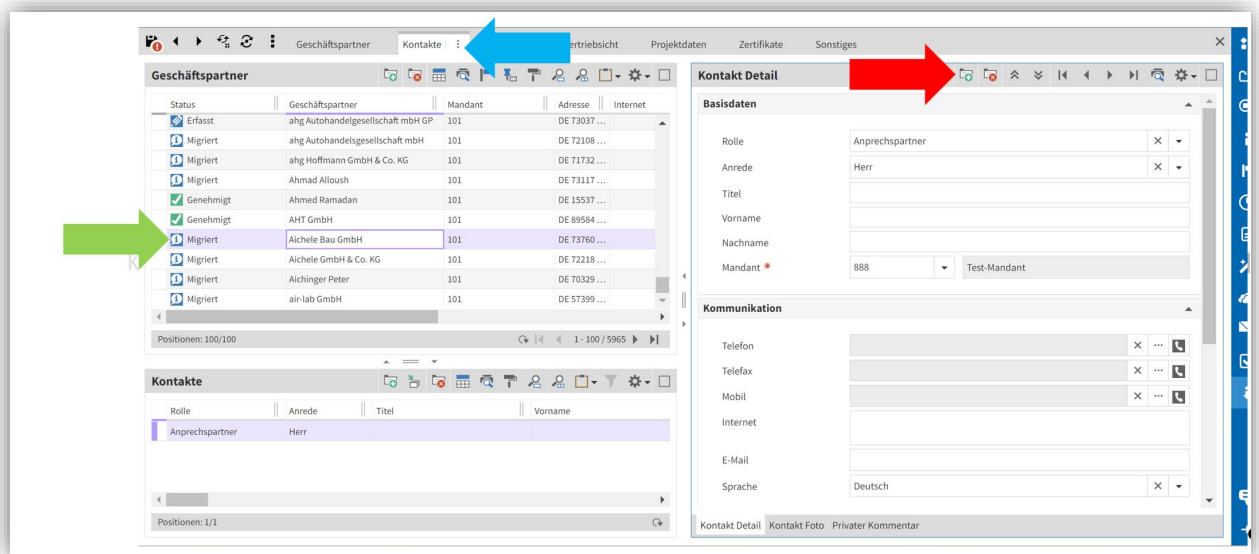 Geschäftspartner Kontakte ertriebsicht Projektdaten Zertifikate Sonstiges
Geschäftspartner
Status Geschäftspartner Mandant Adresse Internet
Erfasst ahg Autohandelgesellschaft mbH GP 101 DE 73037 ...
Migriert ahg Autohandelsgesellschaft mbH 101 DE 72108 ...
Migriert ahg Hoffmann GmbH & Co. KG 101 DE 71732 ...
Migriert Ahmad Alloush 101 DE 73117 ...
Genehmigt Ahmed Ramadan 101 DE 15537 ...
Genehmigt AHT GmbH 101 DE 89584 ...
Migriert Aichele Bau GmbH 101 DE 73760 ...
Migriert Aichele GmbH & Co. KG 101 DE 72218 ...
Migriert Aichinger Peter 101 DE 70329 ...
Migriert air-lab GmbH 101 DE 57399 ...
Positionen: 100/100 1 - 100 / 5965
Kontakte
Rolle Anrede Titel Vorname
Anprechspartner Herr
Positionen: 1/1
Kontakt Detail
Basisdaten
Rolle Anprechspartner
Anrede Herr
Titel
Vorname
Nachname
Mandant * 888 Test-Mandant
Kommunikation
Telefon
Telefax
Mobil
Internet
E-Mail
Sprache Deutsch
Kontakt Detail Kontakt Foto Privater Kommentar